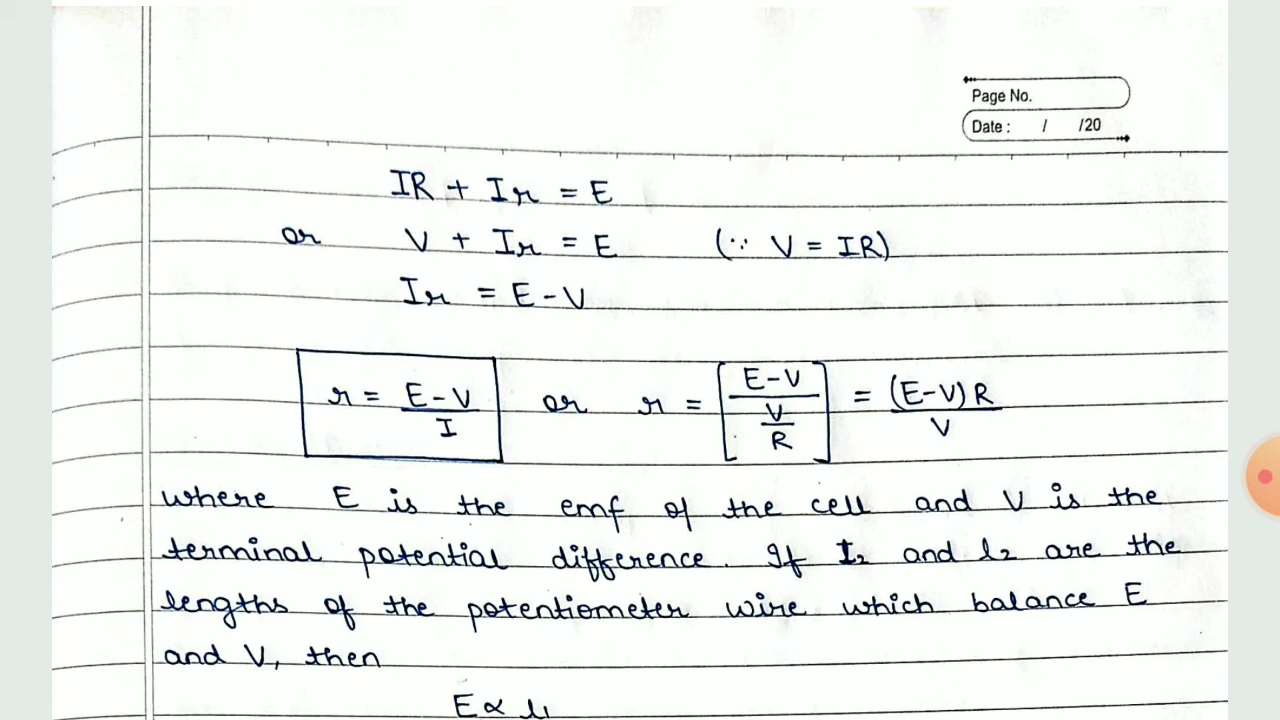 Page No.
Date : / /20
IR + Ir = E
or V + Ir = E (∵ V = IR)
Ir = E - V
r = (E - V)/I or r = [(E - V)/(V/R)] = (E - V) R/V
where E is the emf of the cell and V is the
terminal potential difference. If I₂ and l₂ are the
lengths of the potentiometer wire which balance E
and V, then
E ∝ l₁